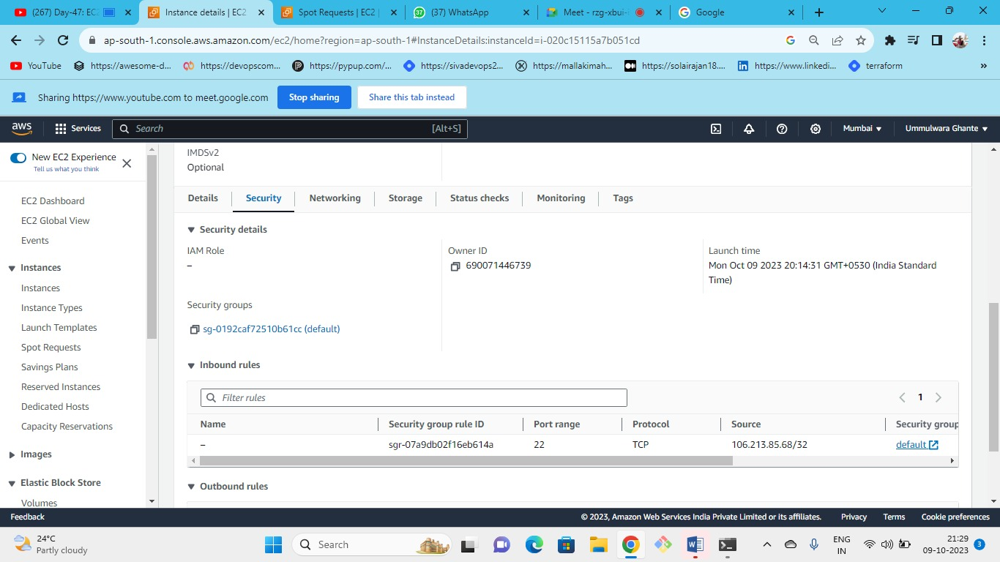 (267) Day-47: EC2
Instance details | EC2
Spot Requests | EC2
37
(37) WhatsApp
Meet - rzg-xbui-
Google
ap-south-1.console.aws.amazon.com/ec2/home?region=ap-south-1#InstanceDetails:instanceId=i-020c15115a7b051cd
YouTube
https://awesome-d...
https://devopscom...
https://pypup.com/...
https://sivadevops2...
https://mallakimah...
https://solairajan18....
https://www.linkedi...
terraform
»
Sharing https://www.youtube.com to meet.google.com
Stop sharing
Share this tab instead
aws
Services
Search
[Alt+S]
Mumbai
Ummulwara Ghante
New EC2 Experience
Tell us what you think
EC2 Dashboard
EC2 Global View
Events
Instances
Instances
Instance Types
Launch Templates
Spot Requests
Savings Plans
Reserved Instances
Dedicated Hosts
Capacity Reservations
Images
Elastic Block Store
Volumes
IMDSv2
Optional
Details
Security
Networking
Storage
Status checks
Monitoring
Tags
Security details
IAM Role
–
Owner ID
690071446739
Launch time
Mon Oct 09 2023 20:14:31 GMT+0530 (India Standard
Time)
Security groups
sg-0192caf72510b61cc (default)
Inbound rules
Filter rules
1
Name
Security group rule ID
Port range
Protocol
Source
Security group
–
sgr-07a9db02f16eb614a
22
TCP
106.213.85.68/32
default
Outbound rules
Feedback
© 2023, Amazon Web Services India Private Limited or its affiliates.
Privacy
Terms
Cookie preferences
24°C
Partly cloudy
Search
ENG
IN
21:29
09-10-2023
3